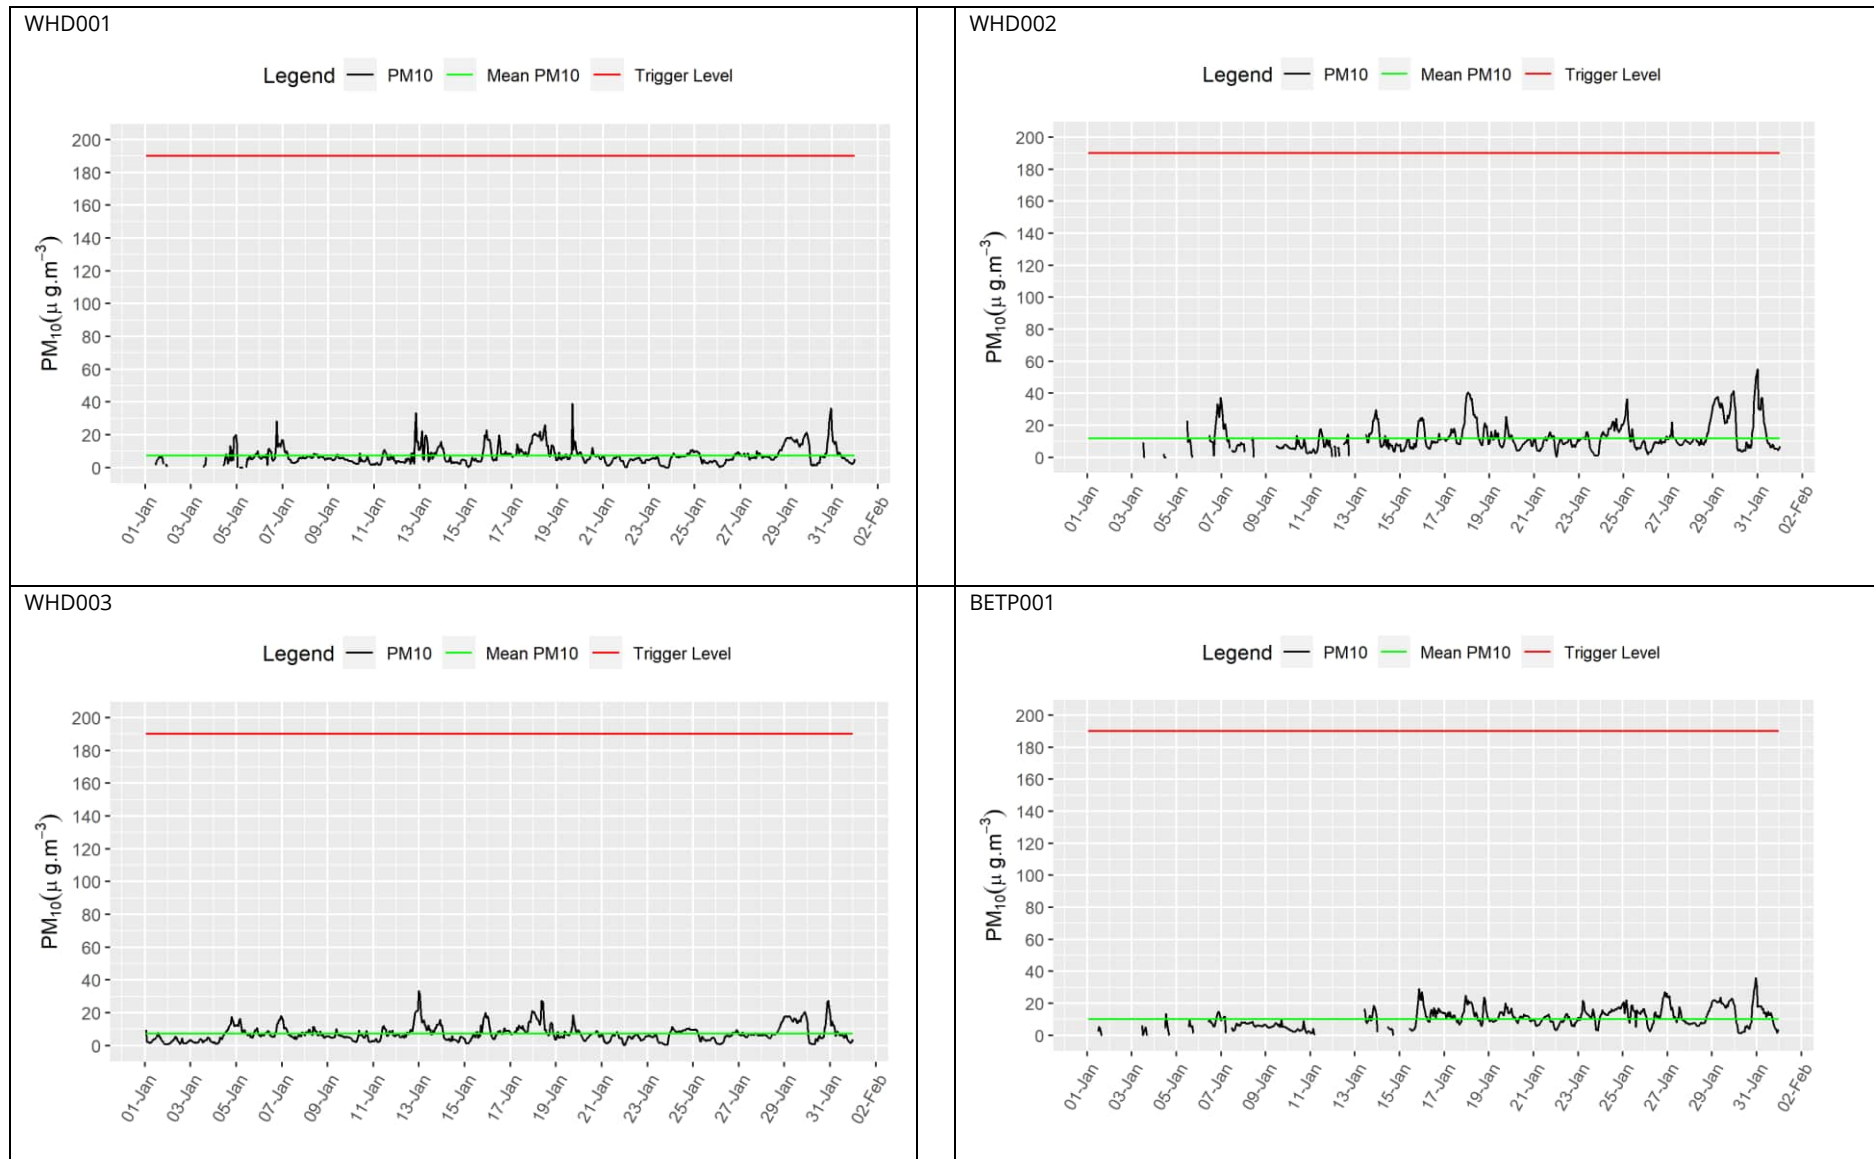 WHD001
Legend PM10 Mean PM10 Trigger Level
200
180
160
140
120
100
80
60
40
20
0
PM10(μ g.m−3)
01-Jan 03-Jan 05-Jan 07-Jan 09-Jan 11-Jan 13-Jan 15-Jan 17-Jan 19-Jan 21-Jan 23-Jan 25-Jan 27-Jan 29-Jan 31-Jan 02-Feb
WHD002
Legend PM10 Mean PM10 Trigger Level
200
180
160
140
120
100
80
60
40
20
0
PM10(μ g.m−3)
01-Jan 03-Jan 05-Jan 07-Jan 09-Jan 11-Jan 13-Jan 15-Jan 17-Jan 19-Jan 21-Jan 23-Jan 25-Jan 27-Jan 29-Jan 31-Jan 02-Feb
WHD003
Legend PM10 Mean PM10 Trigger Level
200
180
160
140
120
100
80
60
40
20
0
PM10(μ g.m−3)
01-Jan 03-Jan 05-Jan 07-Jan 09-Jan 11-Jan 13-Jan 15-Jan 17-Jan 19-Jan 21-Jan 23-Jan 25-Jan 27-Jan 29-Jan 31-Jan 02-Feb
BETP001
Legend PM10 Mean PM10 Trigger Level
200
180
160
140
120
100
80
60
40
20
0
PM10(μ g.m−3)
01-Jan 03-Jan 05-Jan 07-Jan 09-Jan 11-Jan 13-Jan 15-Jan 17-Jan 19-Jan 21-Jan 23-Jan 25-Jan 27-Jan 29-Jan 31-Jan 02-Feb